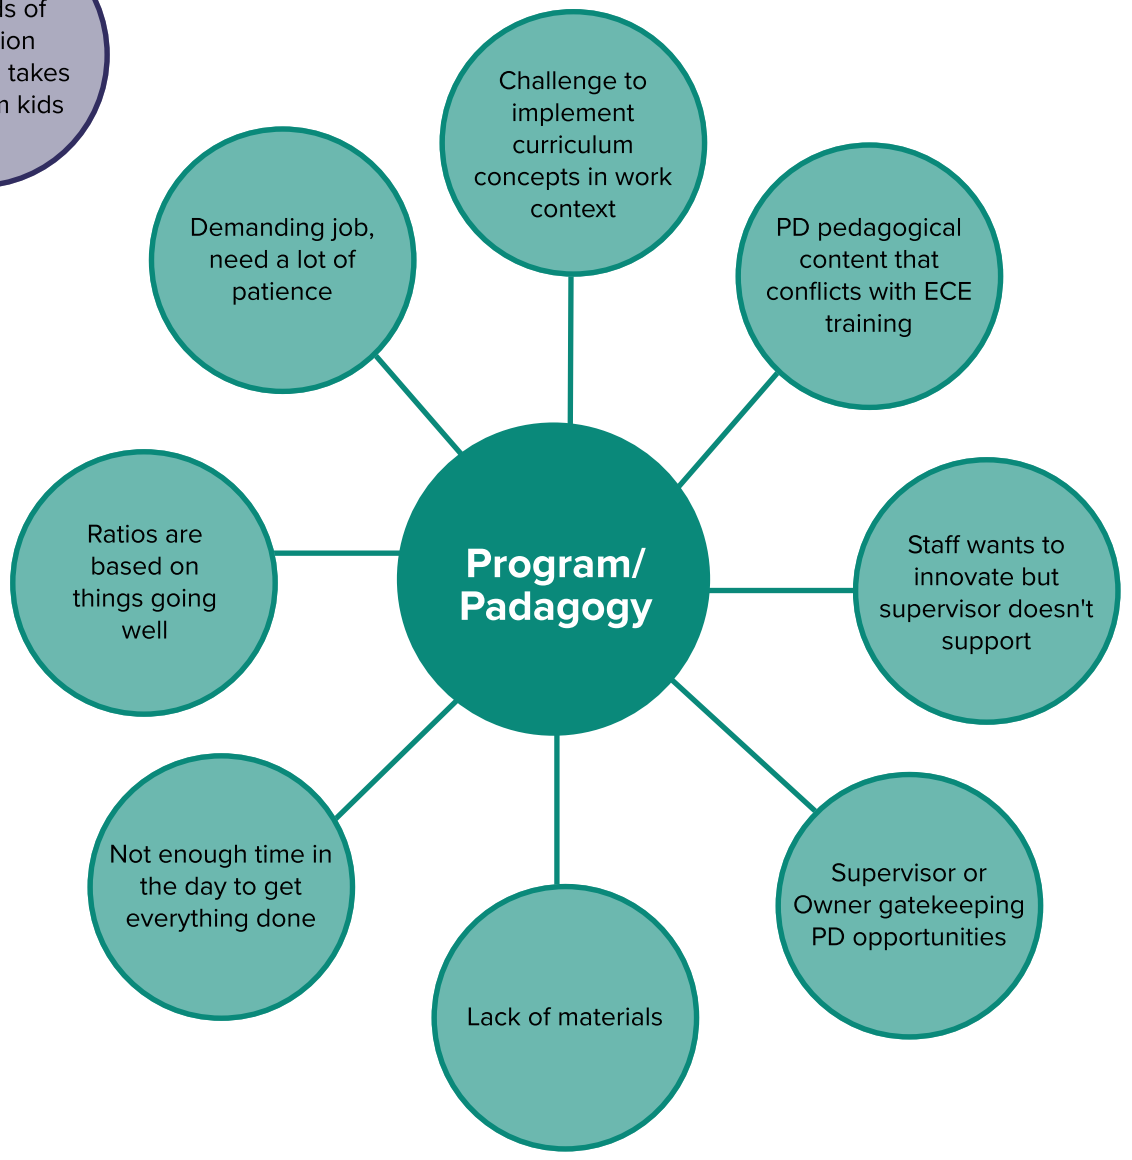 of
takes
kids
Challenge to
implement
curriculum
concepts in work
context
Demanding job,
need a lot of
patience
PD pedagogical
content that
conflicts with ECE
training
Ratios are
based on
things going
well
Program/
Padagogy
Staff wants to
innovate but
supervisor doesn't
support
Not enough time in
the day to get
everything done
Supervisor or
Owner gatekeeping
PD opportunities
Lack of materials